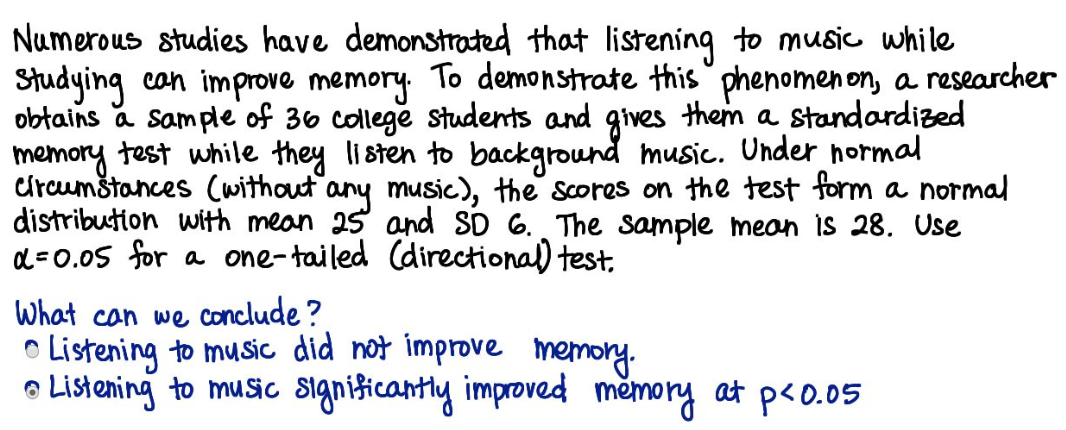 Numerous studies have demonstrated that listening to music while
Studying can improve memory. To demonstrate this phenomenon, a researcher
obtains a sample of 36 college students and gives them a standardized
memory test while they listen to background music. Under normal
circumstances (without any music), the scores on the test form a normal
distribution with mean 25 and SD 6. The sample mean is 28. Use
α=0.05 for a one-tailed (directional) test.
What can we conclude?
Listening to music did not improve memory.
Listening to music significantly improved memory at p<0.05